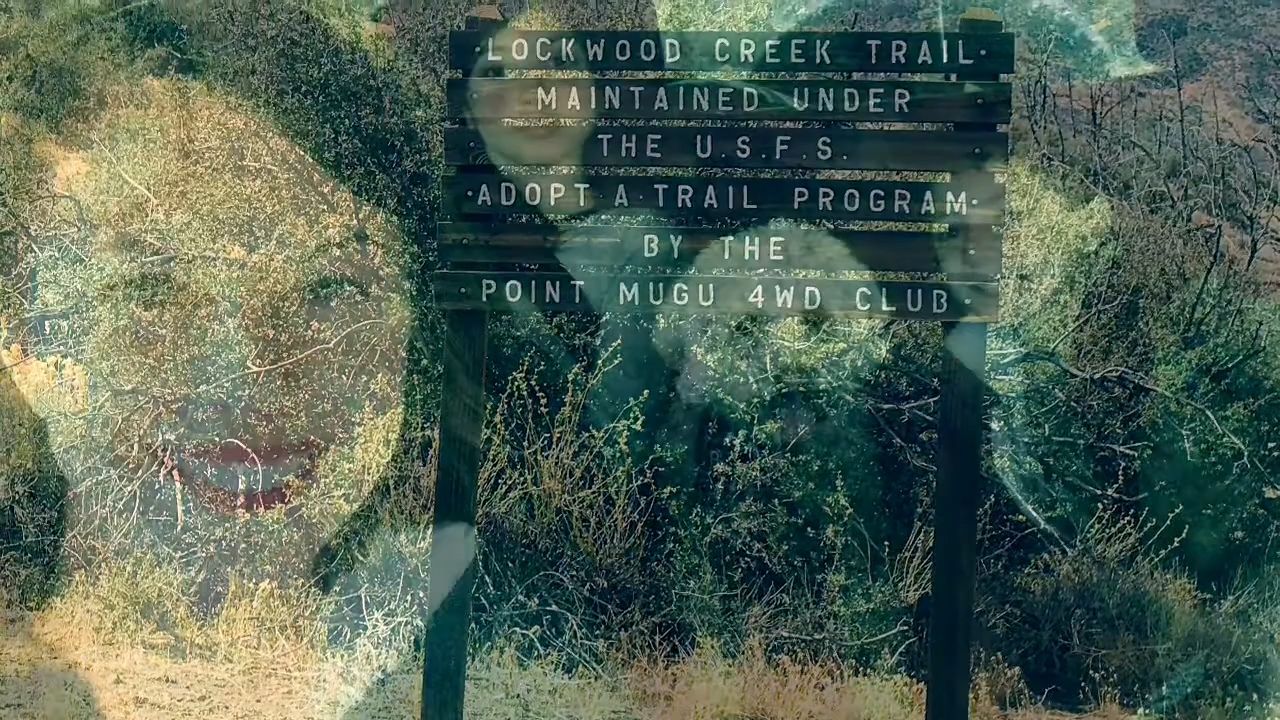 ·LOCKWOOD CREEK TRAIL·
· MAINTAINED UNDER ·
· THE U.S.F.S. ·
·ADOPT·A·TRAIL PROGRAM·
· BY THE ·
· POINT MUGU 4WD CLUB ·